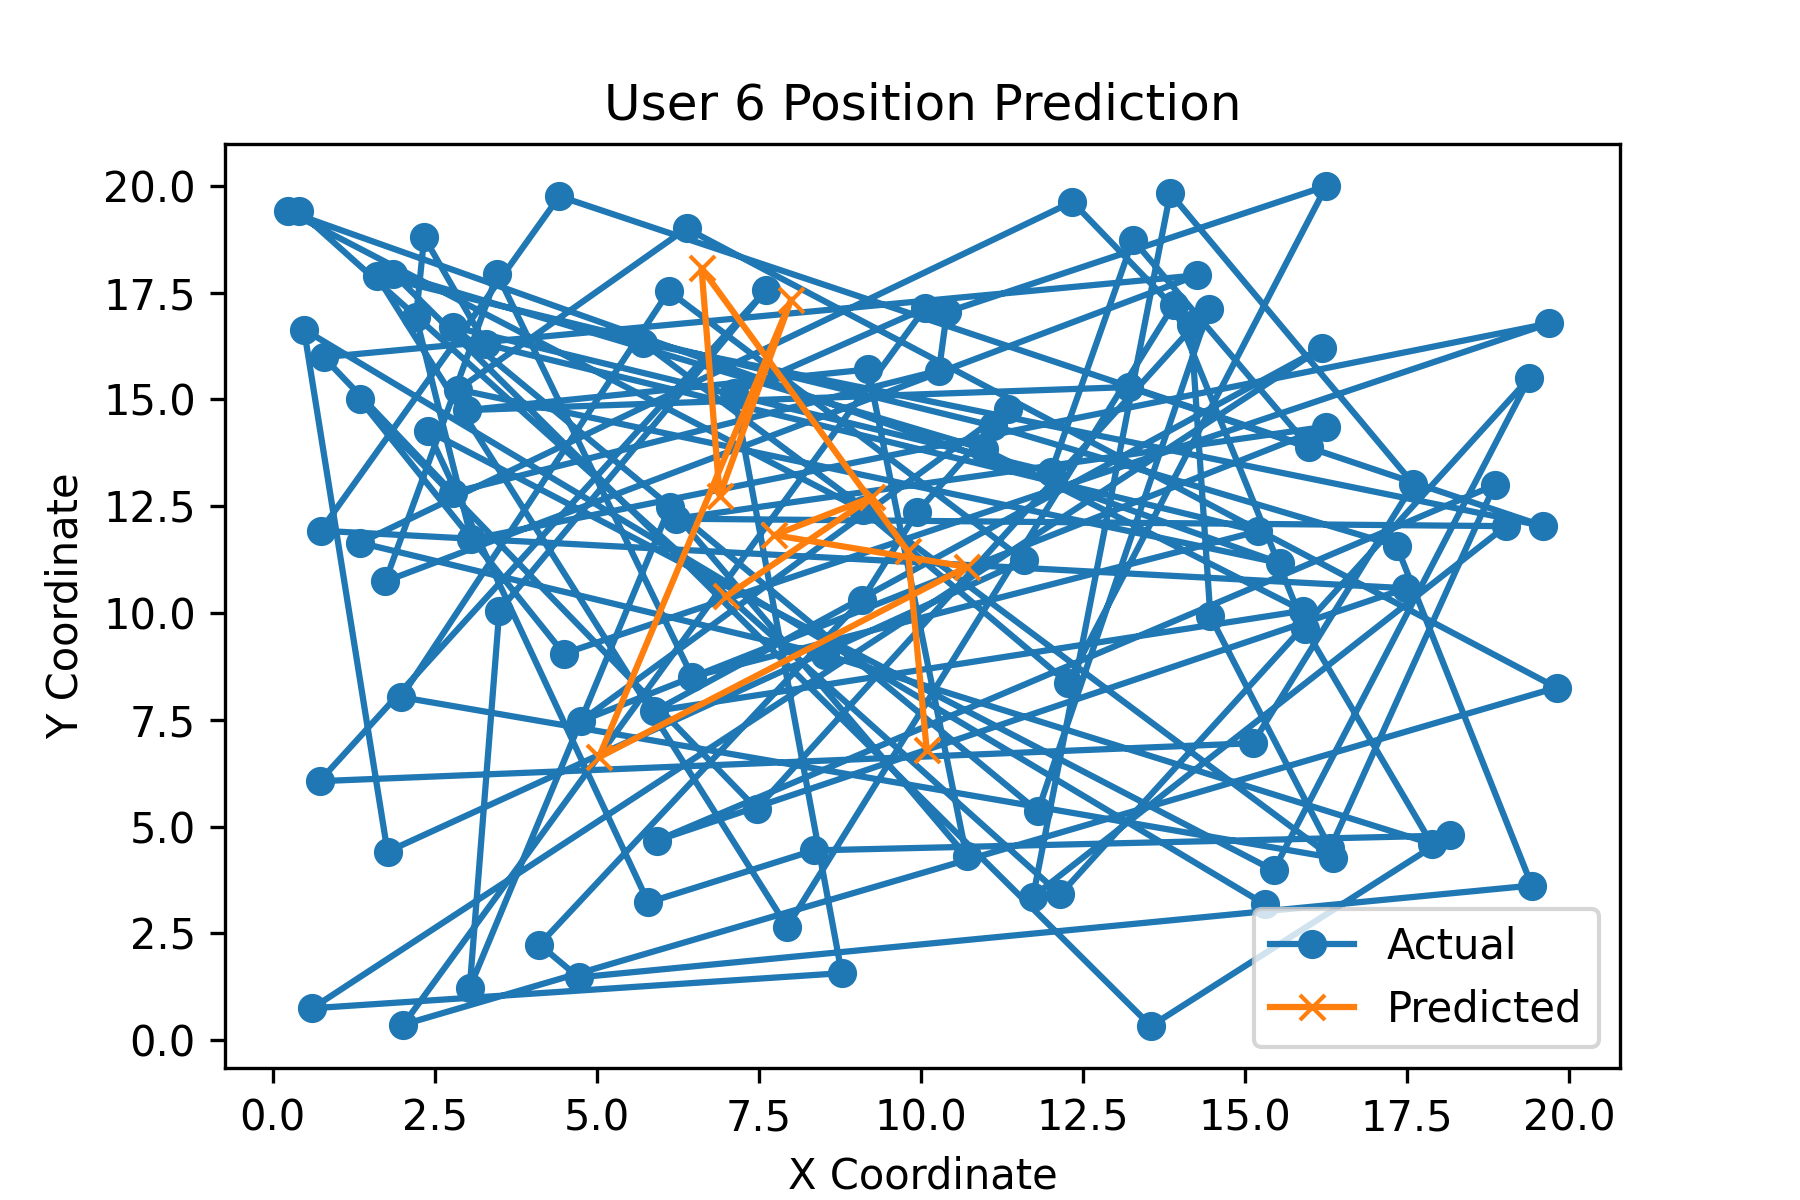 User 6 Position Prediction
Y Coordinate
20.0
17.5
15.0
12.5
10.0
7.5
5.0
2.5
0.0
Actual
Predicted
0.0 2.5 5.0 7.5 10.0 12.5 15.0 17.5 20.0
X Coordinate